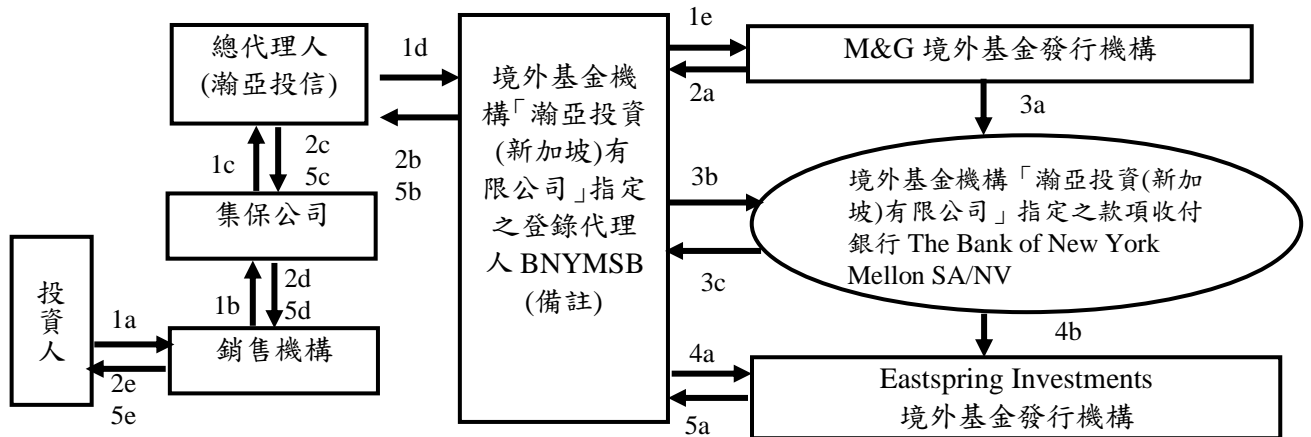 總代理人
(瀚亞投信)
1d
2b
5b
1c
2c
5c
集保公司
1b
2d
5d
投
資
人
1a
2e
5e
銷售機構
境外基金機
構「瀚亞投資
(新加坡)有
限公司」指定
之登錄代理
人 BNYMSB
(備註)
1e
2a
M&G 境外基金發行機構
3a
3b
3c
境外基金機構「瀚亞投資(新加
坡)有限公司」指定之款項收付
銀行 The Bank of New York
Mellon SA/NV
4b
4a
5a
Eastspring Investments
境外基金發行機構